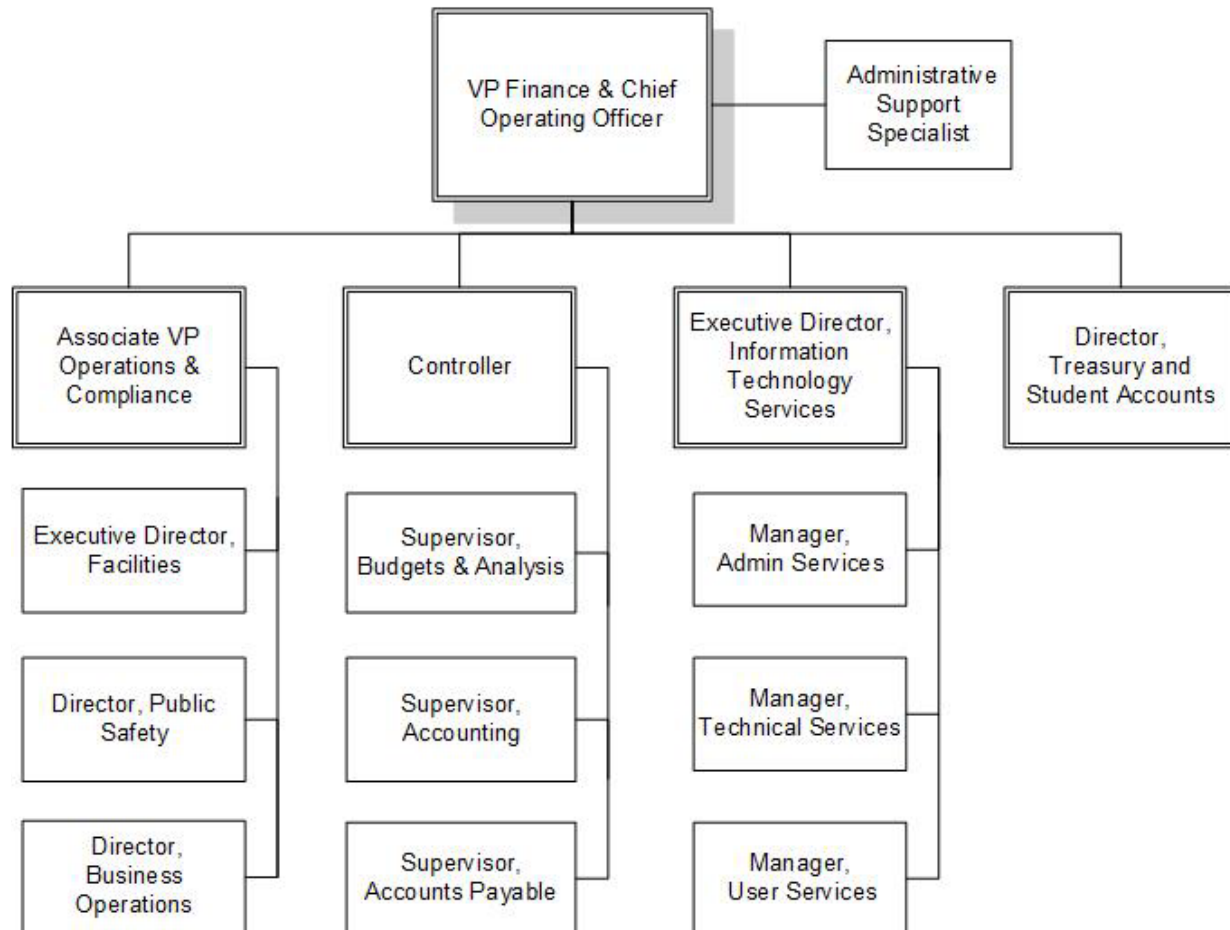 VP Finance & Chief
Operating Officer
Administrative
Support
Specialist
Associate VP
Operations &
Compliance
Controller
Executive Director,
Information
Technology
Services
Director,
Treasury and
Student Accounts
Executive Director,
Facilities
Supervisor,
Budgets & Analysis
Manager,
Admin Services
Director, Public
Safety
Supervisor,
Accounting
Manager,
Technical Services
Director,
Business
Operations
Supervisor,
Accounts Payable
Manager,
User Services